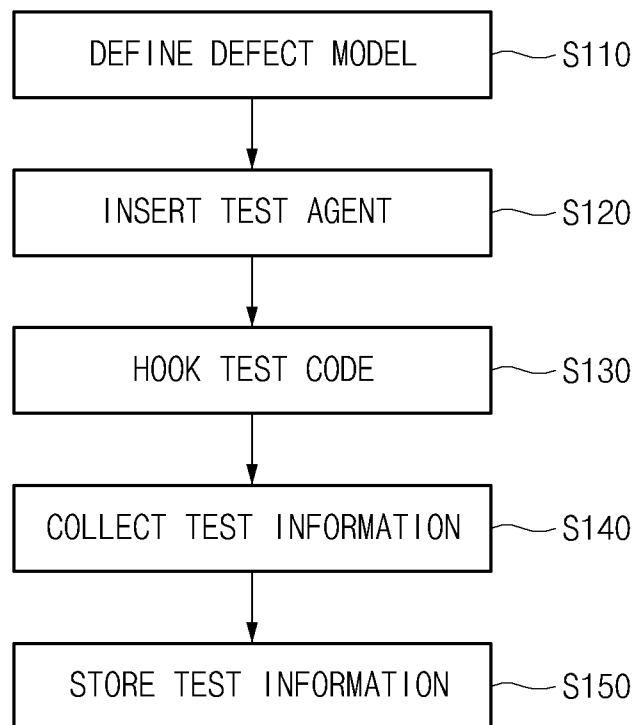 DEFINE DEFECT MODEL
S110
INSERT TEST AGENT
S120
HOOK TEST CODE
S130
COLLECT TEST INFORMATION
S140
STORE TEST INFORMATION
S150